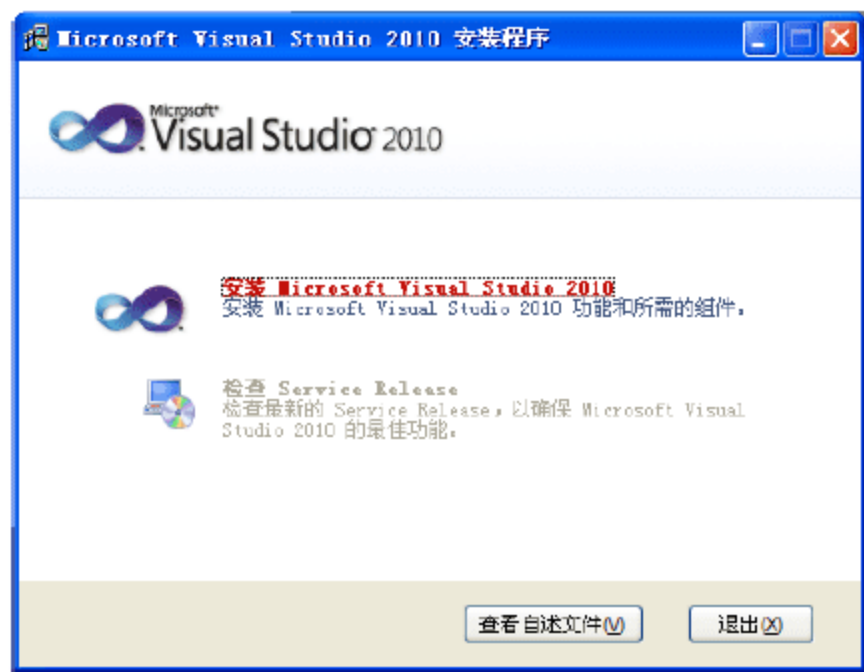 Microsoft Visual Studio 2010 安装程序
Microsoft
Visual Studio 2010
安装 Microsoft Visual Studio 2010
安装 Microsoft Visual Studio 2010 功能和所需的组件。
检查 Service Release
检查最新的 Service Release，以确保 Microsoft Visual
Studio 2010 的最佳功能。
查看自述文件(V) 退出(X)